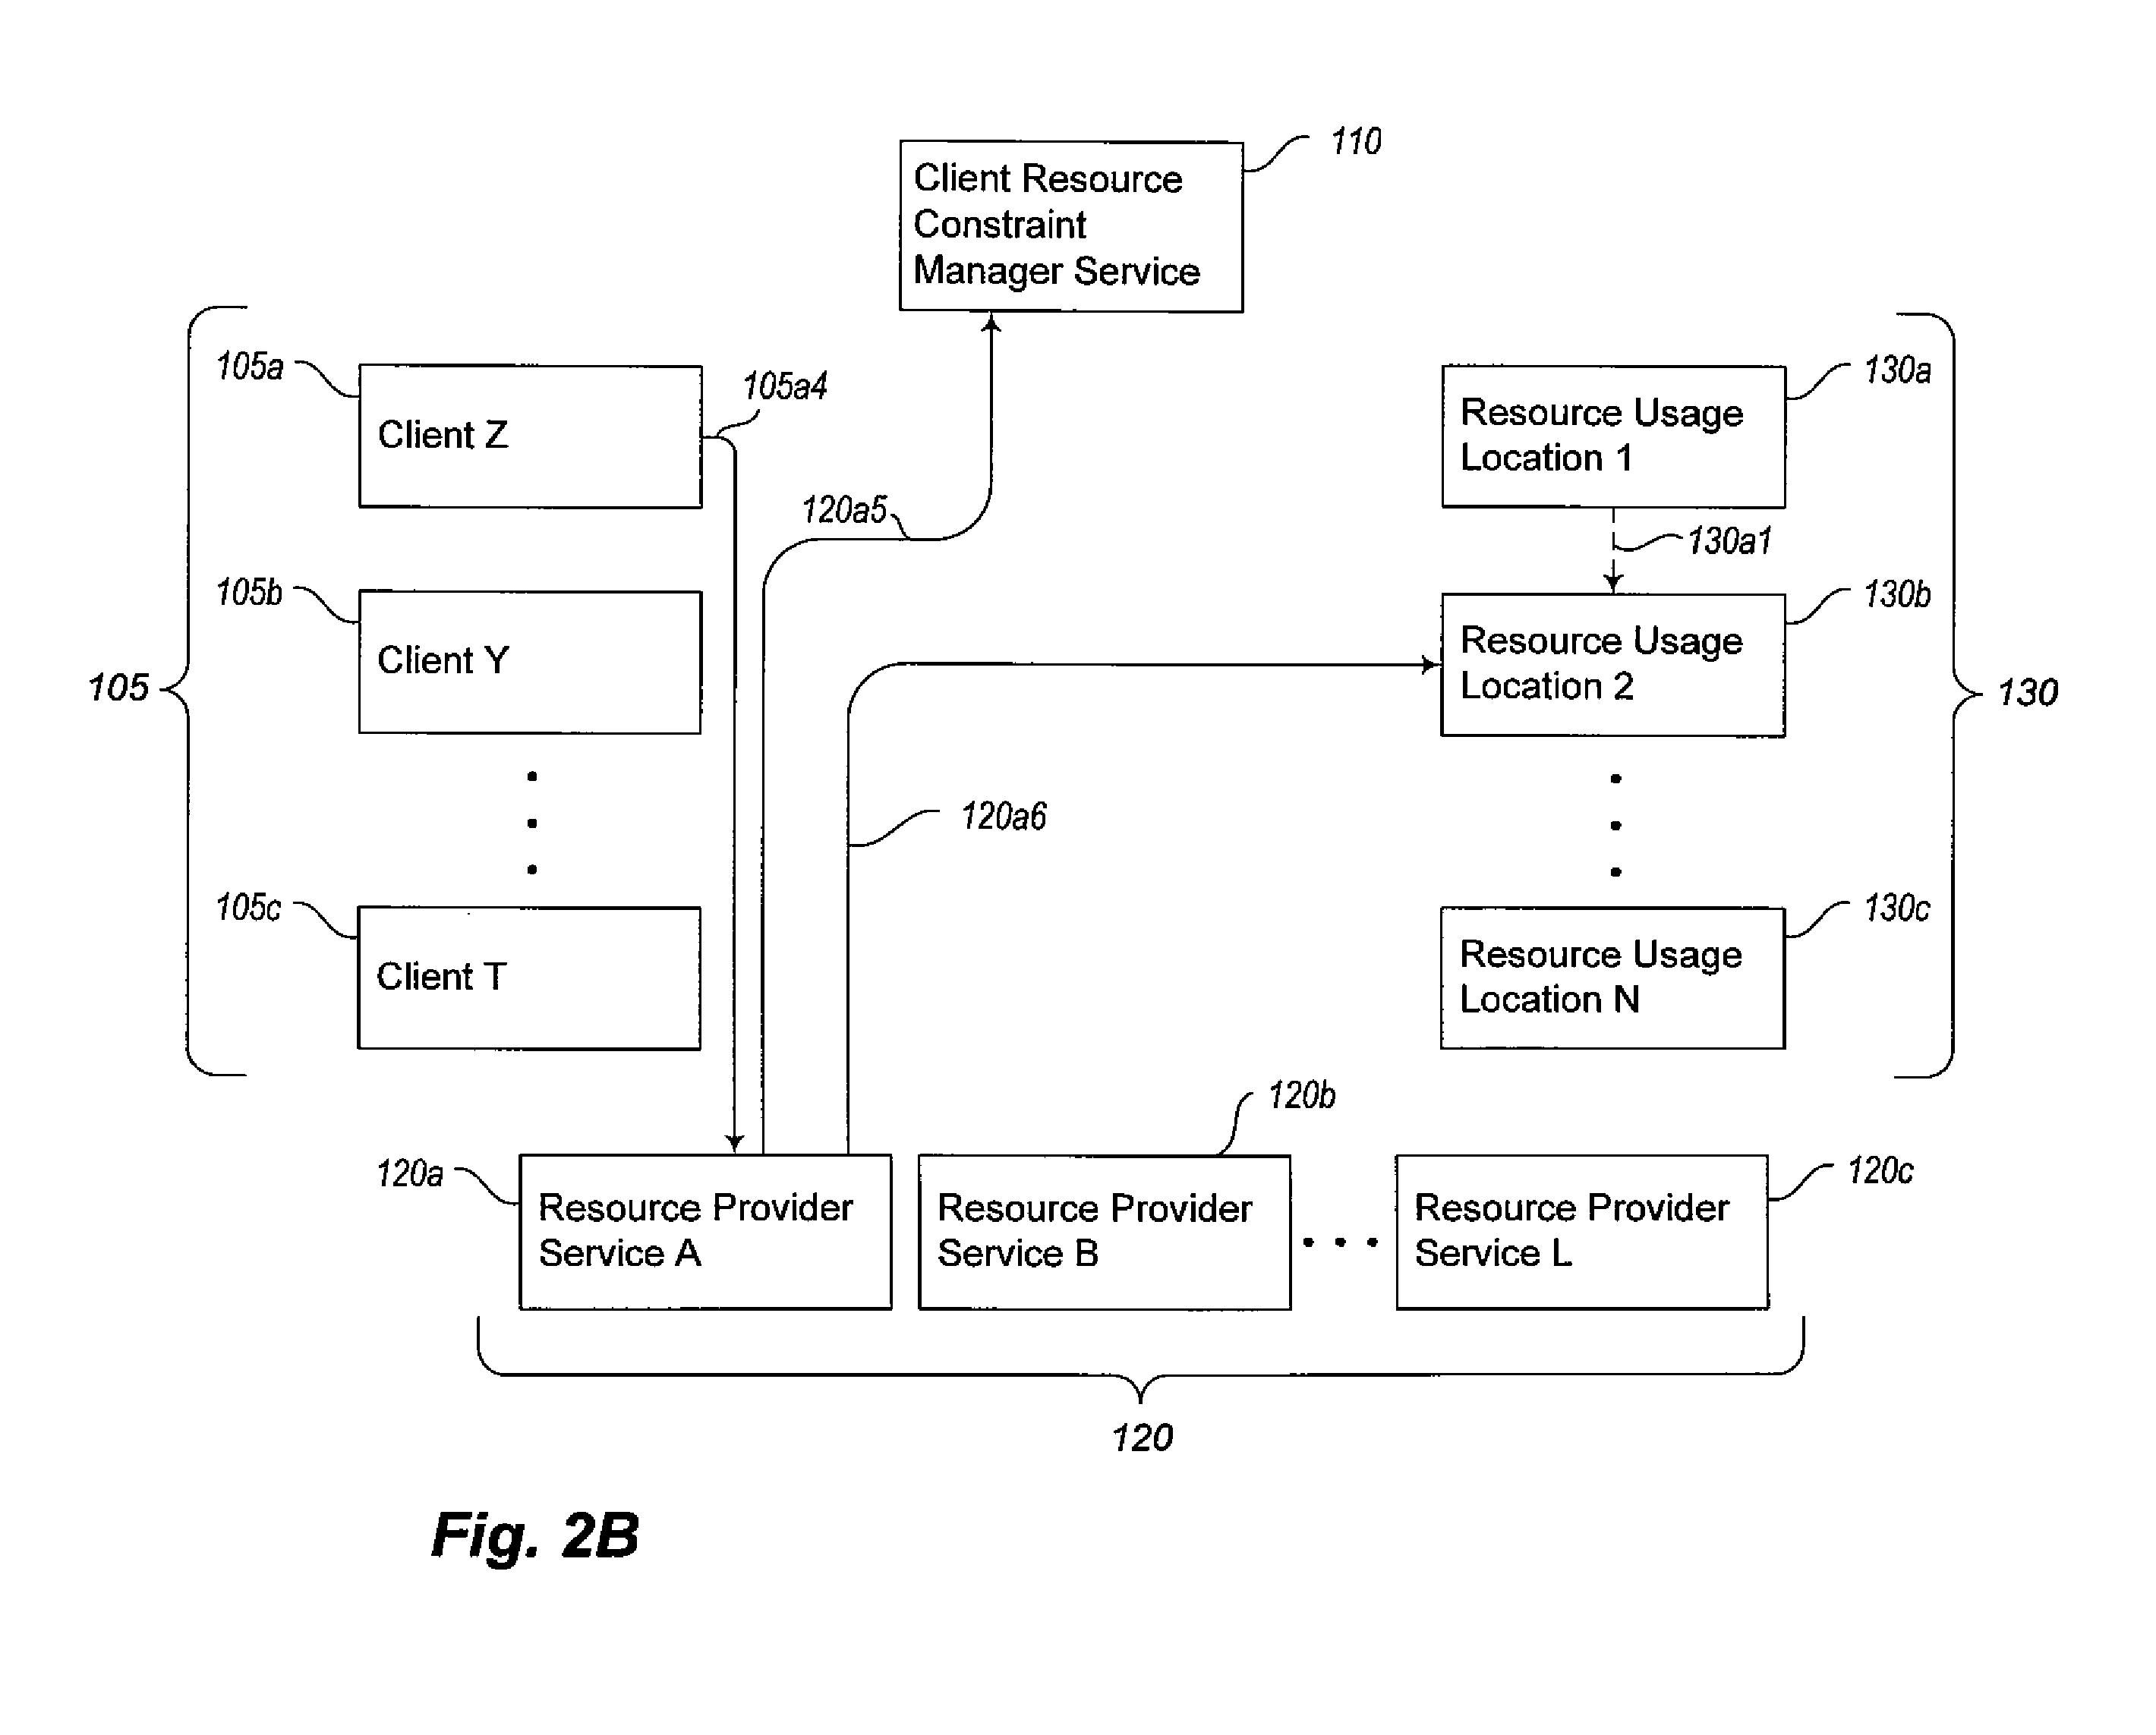 110
Client Resource
Constraint
Manager Service
105a
Client Z
105a4
120a5
130a
Resource Usage
Location 1
130a1
105b
Client Y
130b
Resource Usage
Location 2
105
130
120a6
105c
Client T
130c
Resource Usage
Location N
120a
Resource Provider
Service A
120b
Resource Provider
Service B
120c
Resource Provider
Service L
120
Fig. 2B